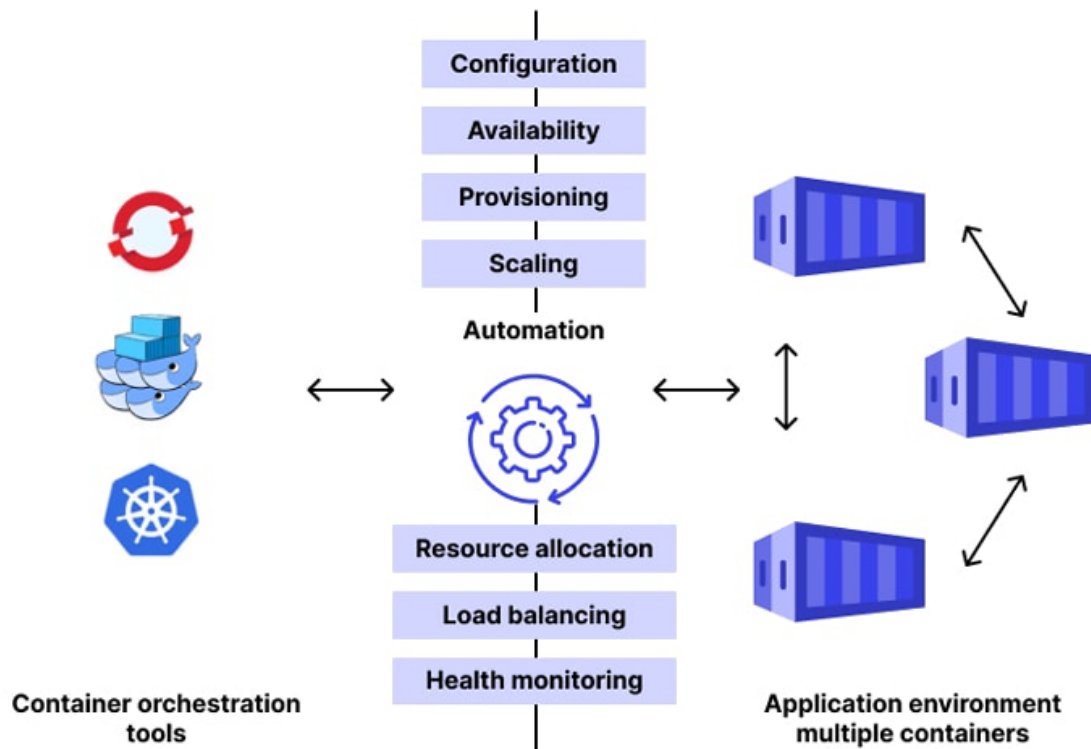 Configuration
Availability
Provisioning
Scaling
Automation
Resource allocation
Load balancing
Health monitoring
Container orchestration
tools
Application environment
multiple containers